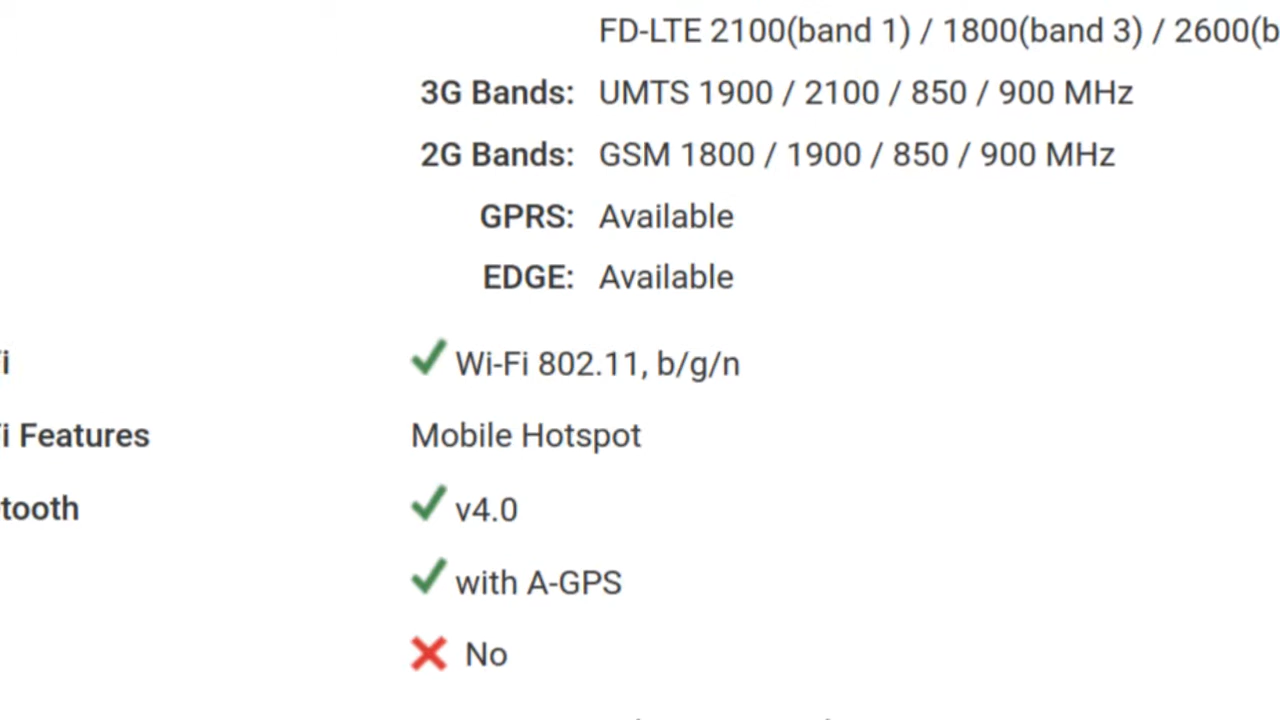 FD-LTE 2100(band 1) / 1800(band 3) / 2600(b
3G Bands: UMTS 1900 / 2100 / 850 / 900 MHz
2G Bands: GSM 1800 / 1900 / 850 / 900 MHz
GPRS: Available
EDGE: Available
i Wi-Fi 802.11, b/g/n
i Features Mobile Hotspot
tooth v4.0
with A-GPS
No